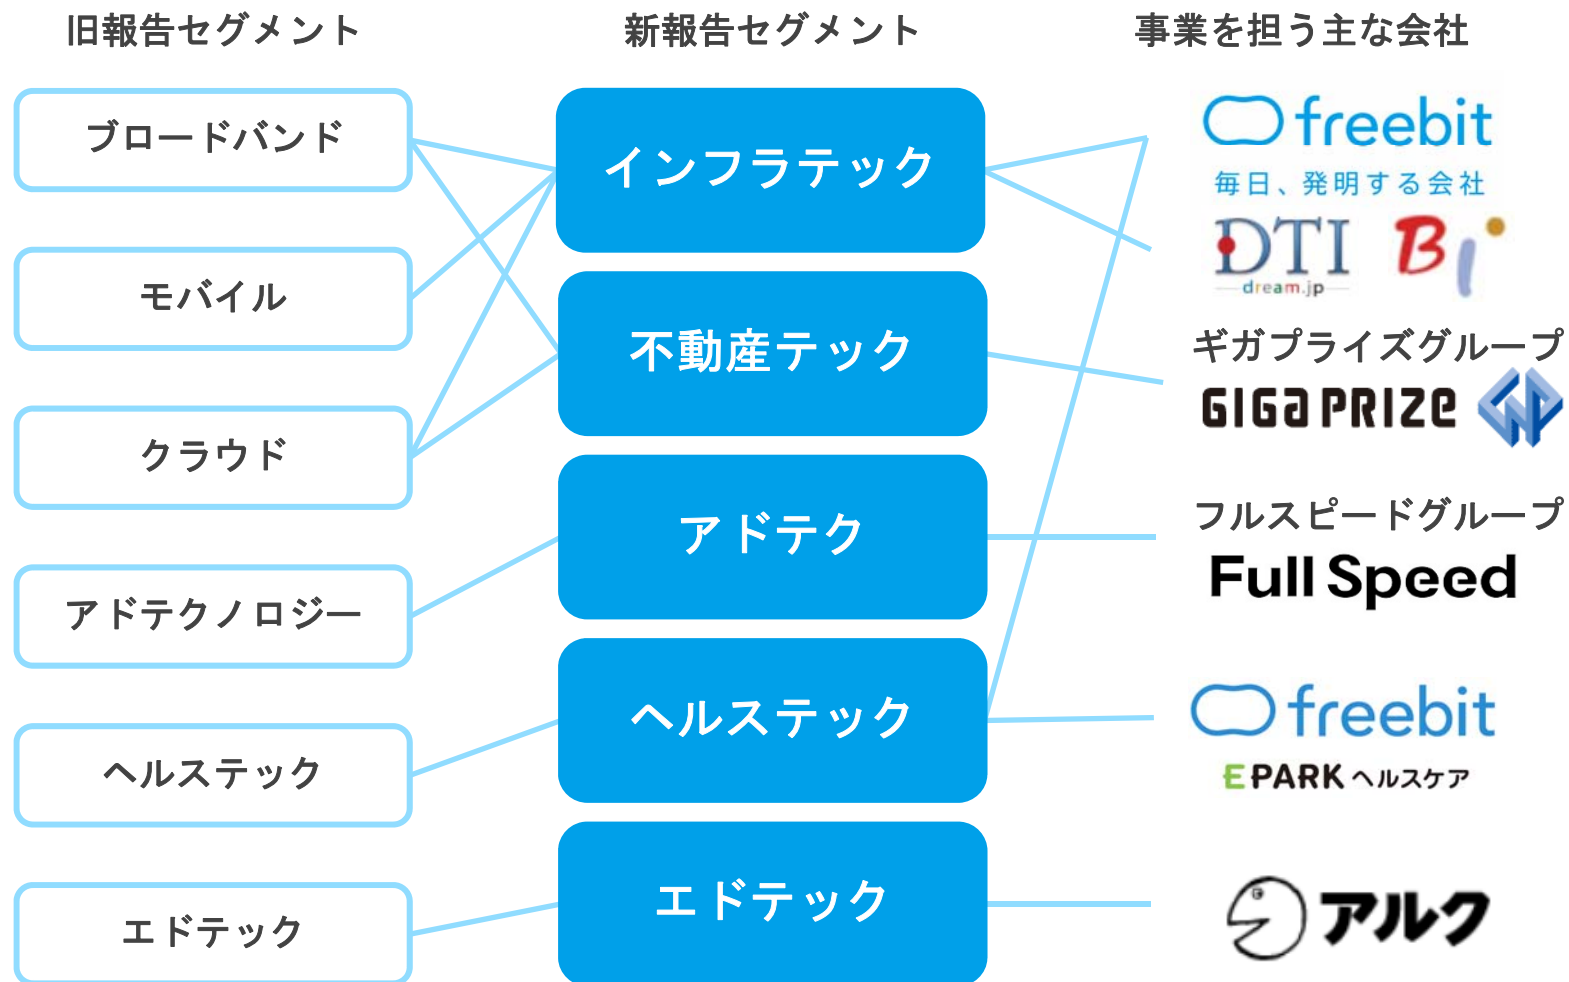 旧報告セグメント
新報告セグメント
事業を担う主な会社
ブロードバンド
モバイル
クラウド
アドテクノロジー
ヘルステック
エドテック
インフラテック
不動産テック
アドテク
ヘルステック
エドテック
freebit
毎日、発明する会社
DTI
dream.jp
Bi
ギガプライズグループ
GIGA PRIZE
フルスピードグループ
Full Speed
freebit
EPARK ヘルスケア
アルク